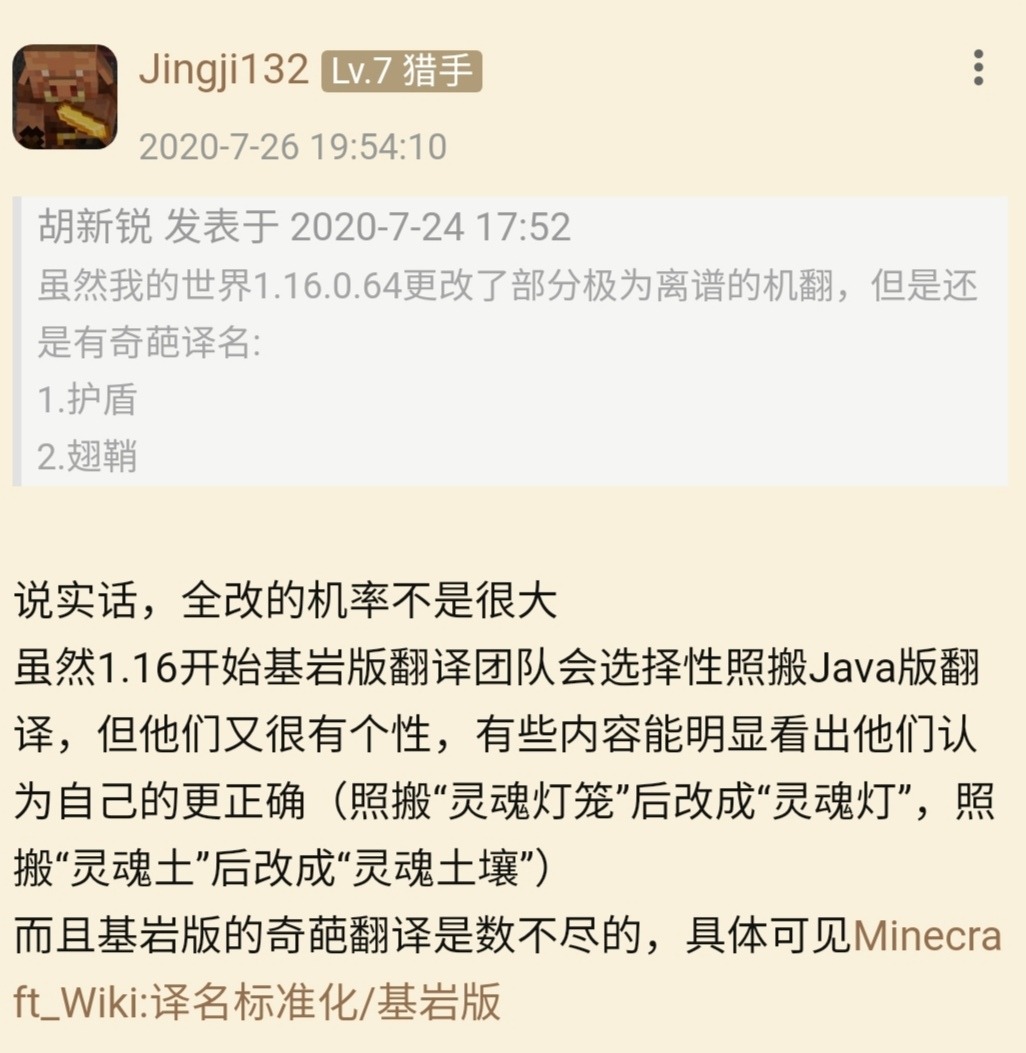 Jingji132 Lv.7 猎手
2020-7-26 19:54:10
胡新锐 发表于 2020-7-24 17:52
虽然我的世界1.16.0.64更改了部分极为离谱的机翻，但是还
是有奇葩译名:
1.护盾
2.翅鞘
说实话，全改的机率不是很大
虽然1.16开始基岩版翻译团队会选择性照搬Java版翻
译，但他们又很有个性，有些内容能明显看出他们认
为自己的更正确（照搬“灵魂灯笼”后改成“灵魂灯”，照
搬“灵魂土”后改成“灵魂土壤”）
而且基岩版的奇葩翻译是数不尽的，具体可见Minecra
ft_Wiki:译名标准化/基岩版